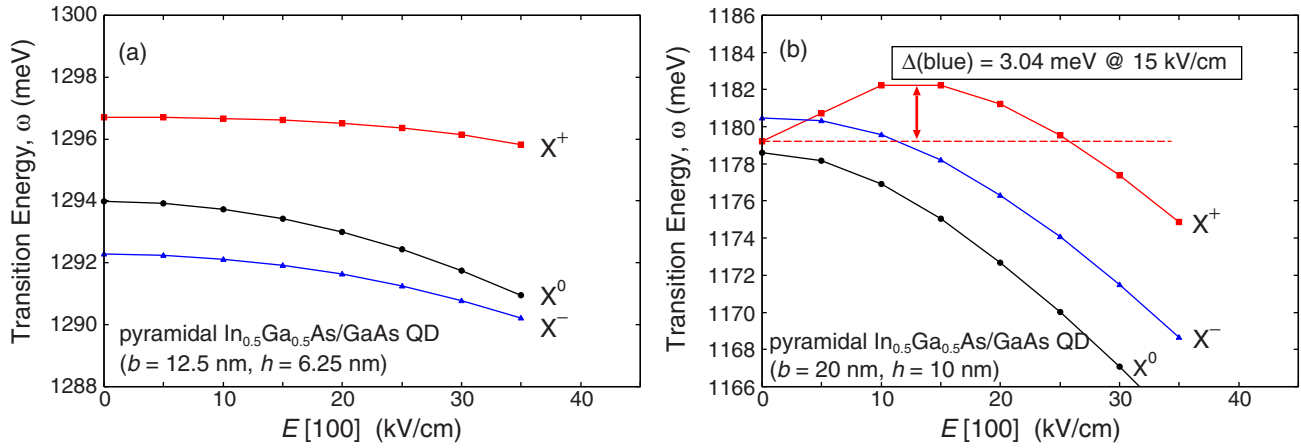 1300
1298
1296
1294
1292
1290
1288
Transition Energy, ω (meV)
(a)
X⁺
X⁰
X⁻
pyramidal In₀.₅Ga₀.₅As/GaAs QD
(b = 12.5 nm, h = 6.25 nm)
0 10 20 30 40
E [100] (kV/cm)
1186
1184
1182
1180
1178
1176
1174
1172
1170
1168
1166
Transition Energy, ω (meV)
(b)
Δ(blue) = 3.04 meV @ 15 kV/cm
X⁺
X⁻
X⁰
pyramidal In₀.₅Ga₀.₅As/GaAs QD
(b = 20 nm, h = 10 nm)
0 10 20 30 40
E [100] (kV/cm)